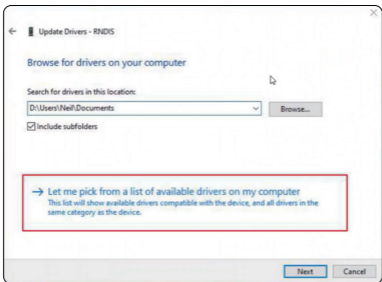 Update Drivers - RNDIS
Browse for drivers on your computer
Search for drivers in this location:
D:\Users\Neil\Documents
Browse...
Include subfolders
Let me pick from a list of available drivers on my computer
This list will show available drivers compatible with the device, and all drivers in the
same category as the device.
Next
Cancel